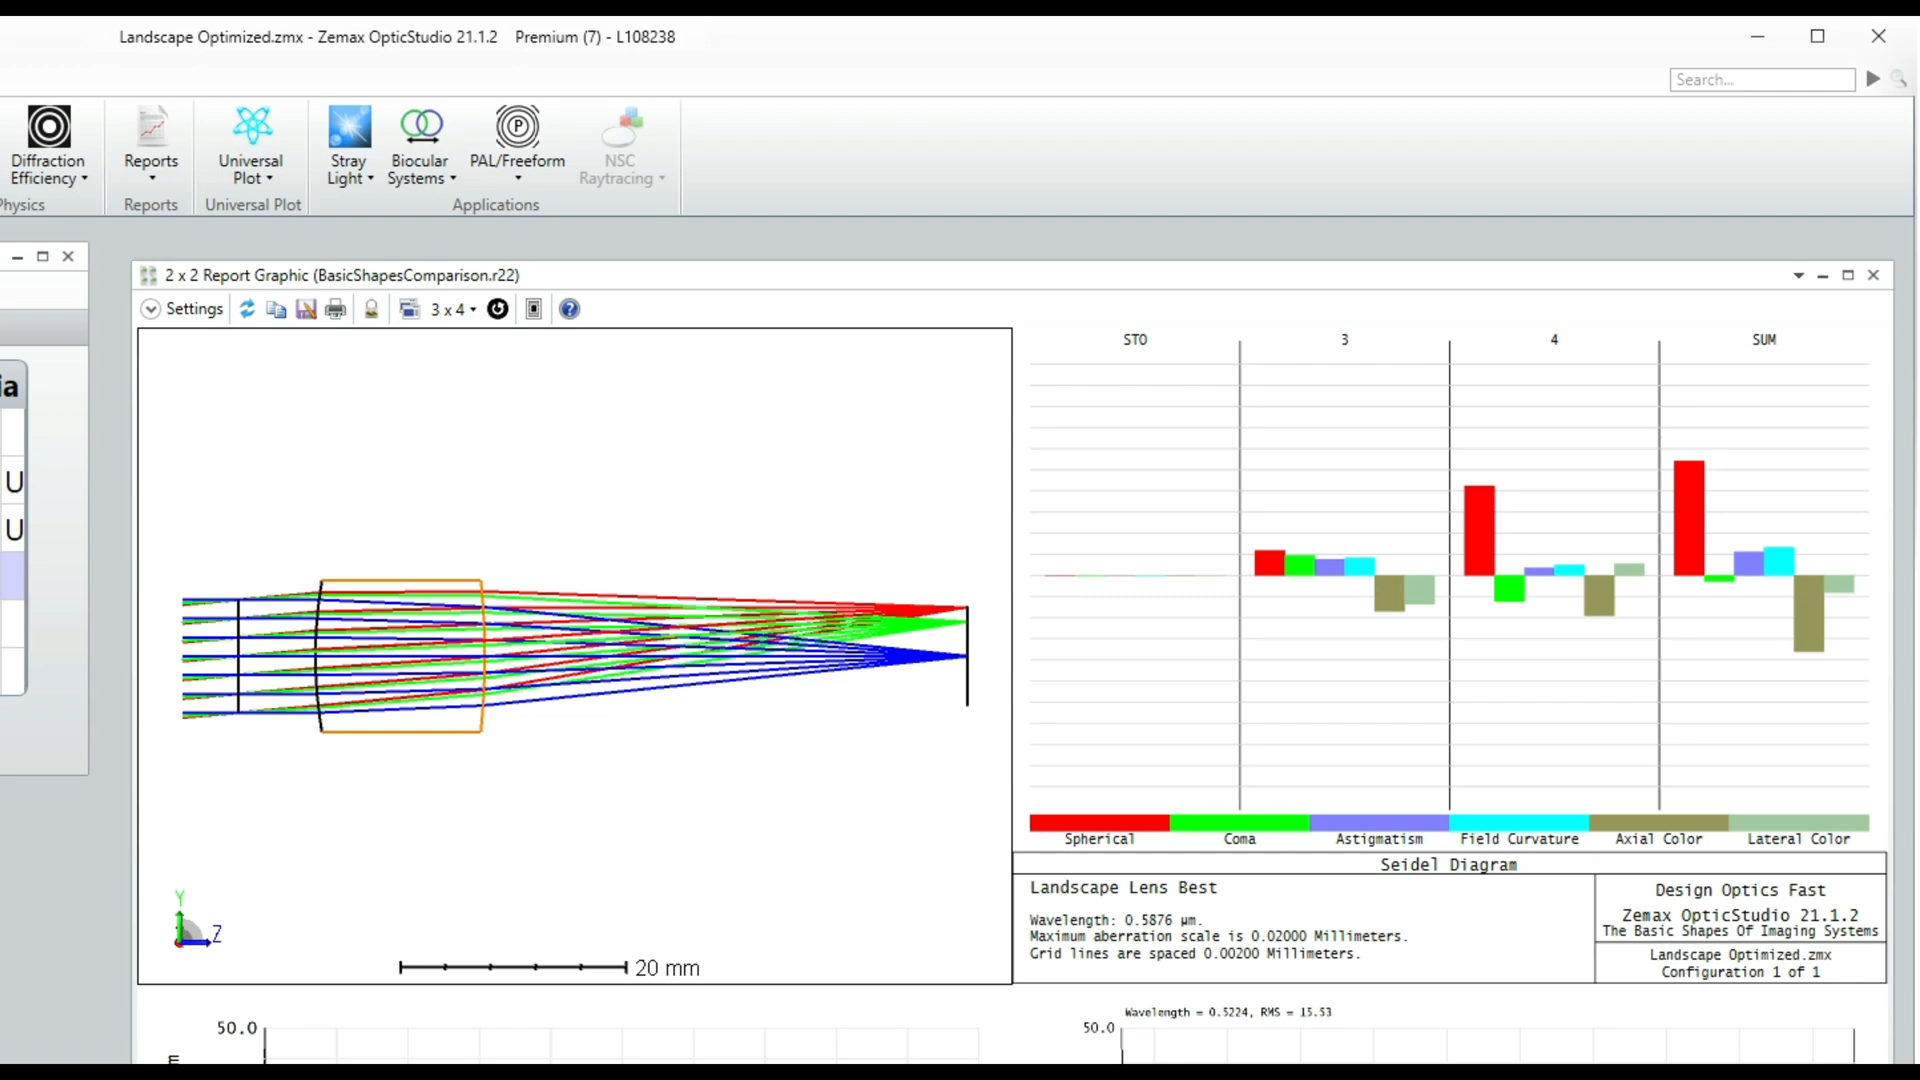 Landscape Optimized.zmx - Zemax OpticStudio 21.1.2    Premium (7) - L108238
Search...
Diffraction
Efficiency
Reports
Universal
Plot
Stray
Light
Biocular
Systems
PAL/Freeform
NSC
Raytracing
Physics
Reports
Universal Plot
Applications
2 x 2 Report Graphic (BasicShapesComparison.r22)
Settings
3 x 4
ia
U
U
STO
3
4
SUM
Spherical
Coma
Astigmatism
Field Curvature
Axial Color
Lateral Color
Seidel Diagram
Landscape Lens Best
Wavelength: 0.5876 µm.
Maximum aberration scale is 0.02000 Millimeters.
Grid lines are spaced 0.00200 Millimeters.
Design Optics Fast
Zemax OpticStudio 21.1.2
The Basic Shapes Of Imaging Systems
Landscape Optimized.zmx
Configuration 1 of 1
Y
Z
20 mm
Wavelength = 0.5224, RMS = 15.53
50.0
50.0